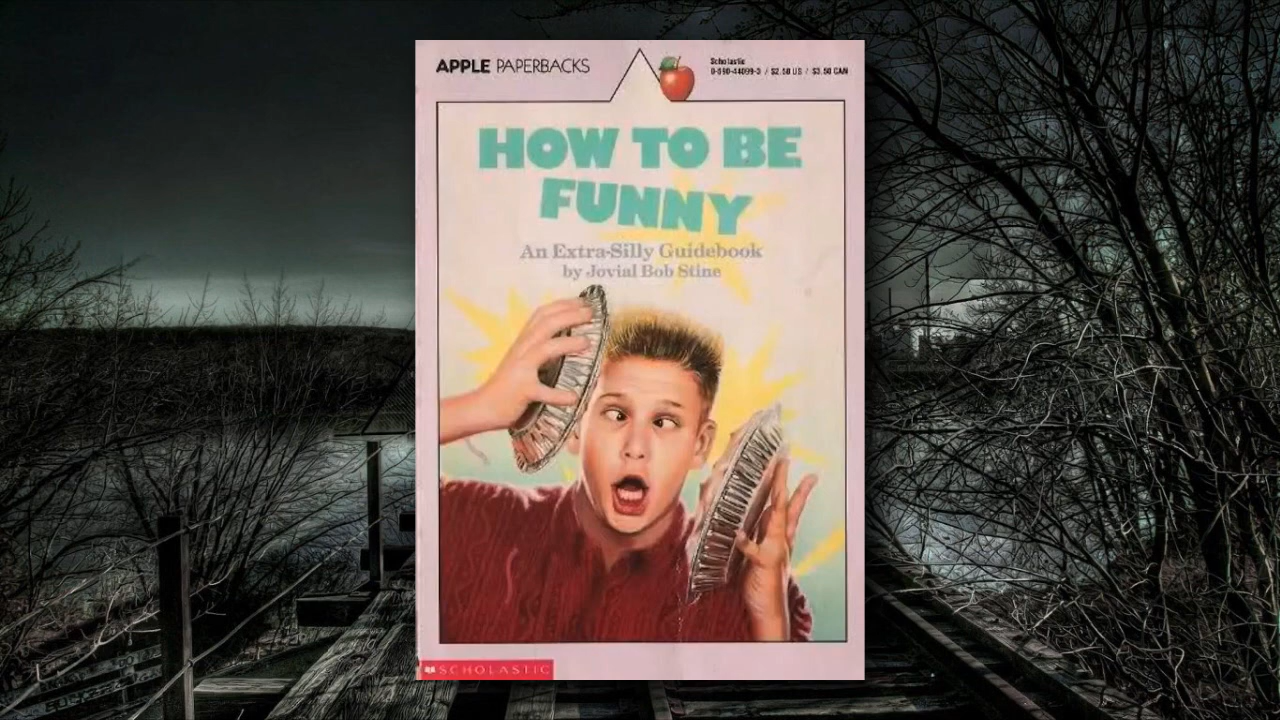 APPLE PAPERBACKS
Scholastic
0-590-44099-3 / $2.50 US / $3.50 CAN
HOW TO BE
FUNNY
An Extra-Silly Guidebook
by Jovial Bob Stine
SCHOLASTIC